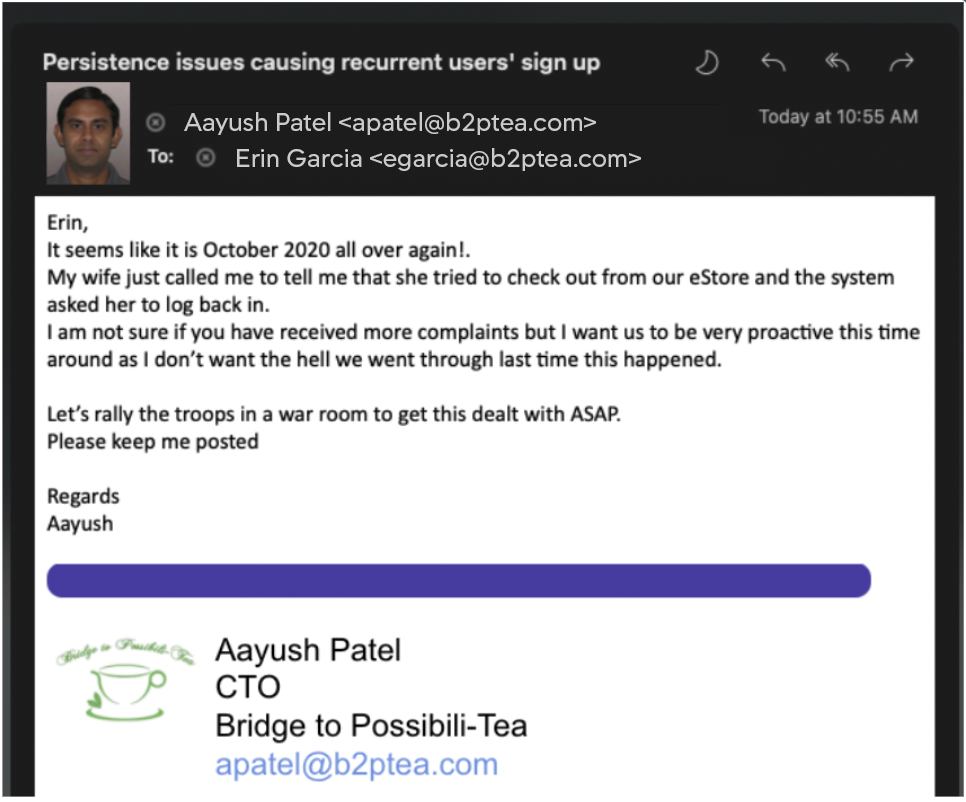 Persistence issues causing recurrent users' sign up
Aayush Patel <apatel@b2ptea.com>
Today at 10:55 AM
To: Erin Garcia <egarcia@b2ptea.com>
Erin,
It seems like it is October 2020 all over again!.
My wife just called me to tell me that she tried to check out from our eStore and the system
asked her to log back in.
I am not sure if you have received more complaints but I want us to be very proactive this time
around as I don’t want the hell we went through last time this happened.
Let’s rally the troops in a war room to get this dealt with ASAP.
Please keep me posted
Regards
Aayush
Bridge to Possibili-Tea
Aayush Patel
CTO
Bridge to Possibili-Tea
apatel@b2ptea.com